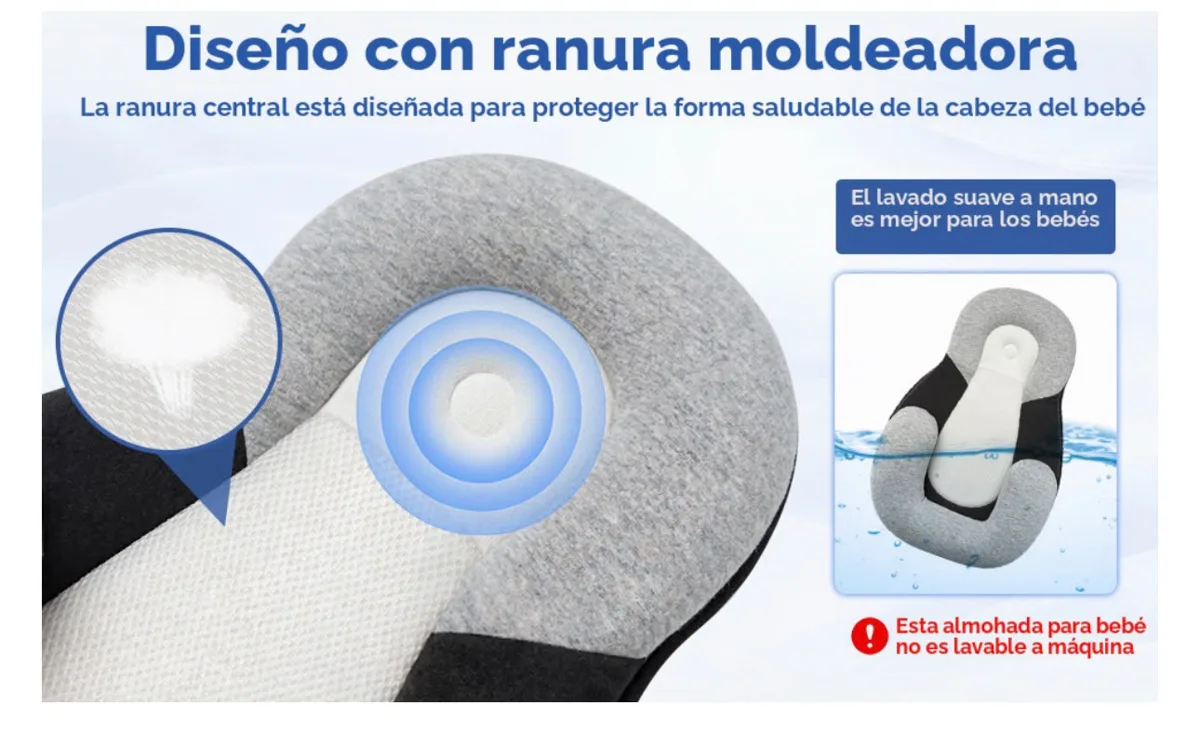 Diseño con ranura moldeadora
La ranura central está diseñada para proteger la forma saludable de la cabeza del bebé
El lavado suave a mano
es mejor para los bebés
Esta almohada para bebé
no es lavable a máquina